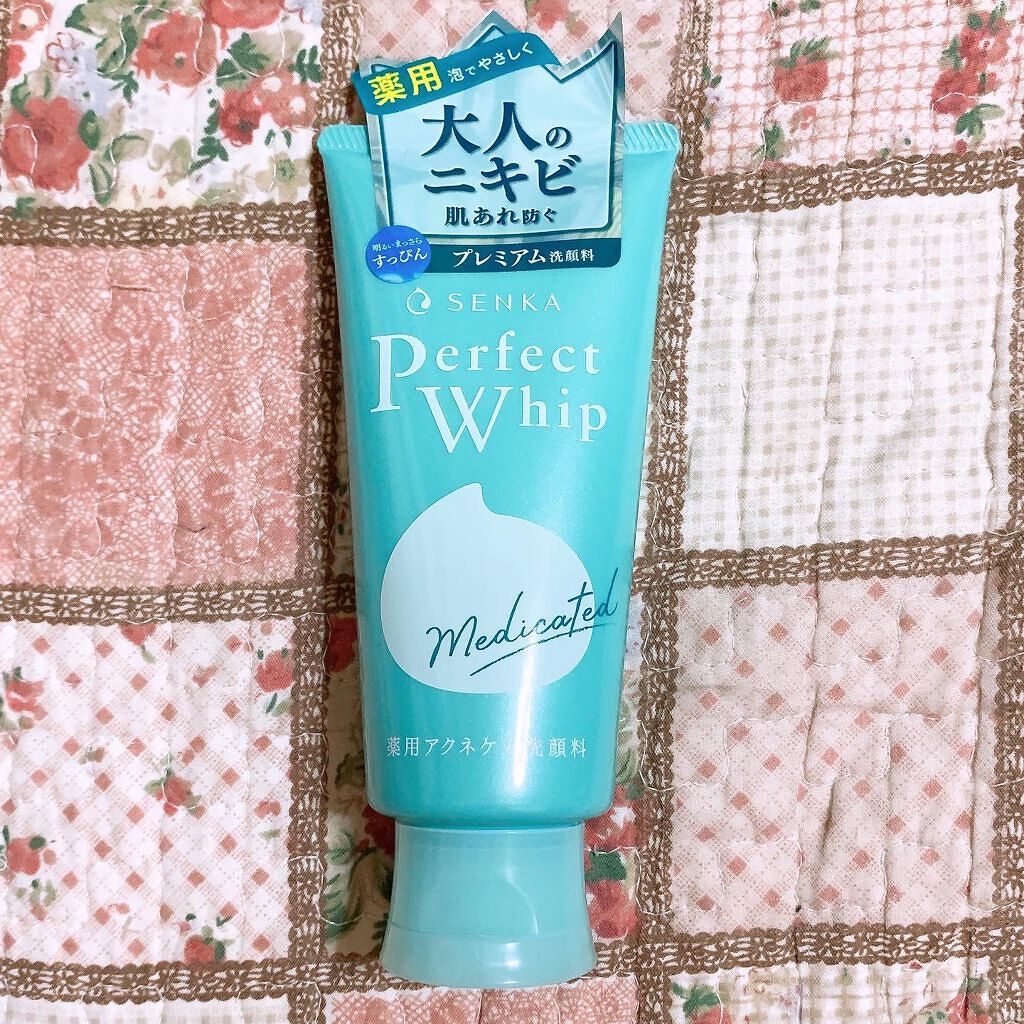 薬用 泡でやさしく
大人の
ニキビ
肌あれ防ぐ
明るいまっさら
すっぴん
プレミアム洗顔料
SENKA
Perfect
Whip
Medicated
薬用アクネケ 洗顔料